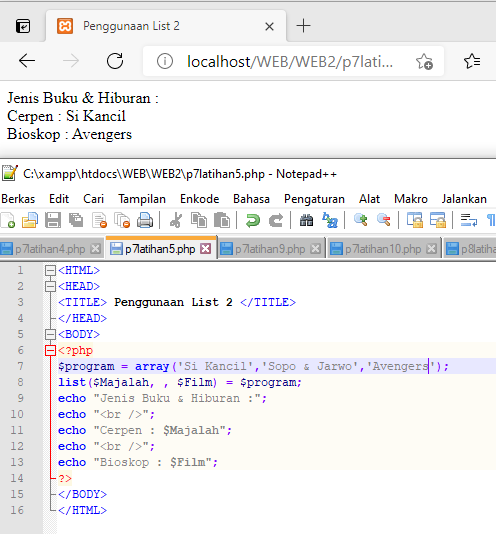 Penggunaan List 2
localhost/WEB/WEB2/p7lati...
Jenis Buku & Hiburan :
Cerpen : Si Kancil
Bioskop : Avengers
C:\xampp\htdocs\WEB\WEB2\p7latihan5.php - Notepad++
Berkas Edit Cari Tampilan Enkode Bahasa Pengaturan Alat Makro Jalankan
p7latihan4.php p7latihan5.php p7latihan9.php p7latihan10.php p8latiha
1 <HTML>
2 <HEAD>
3 <TITLE> Penggunaan List 2 </TITLE>
4 </HEAD>
5 <BODY>
6 <?php
7 $program = array('Si Kancil','Sopo & Jarwo','Avengers');
8 list($Majalah, , $Film) = $program;
9 echo "Jenis Buku & Hiburan :";
10 echo "<br />";
11 echo "Cerpen : $Majalah";
12 echo "<br />";
13 echo "Bioskop : $Film";
14 ?>
15 </BODY>
16 </HTML>